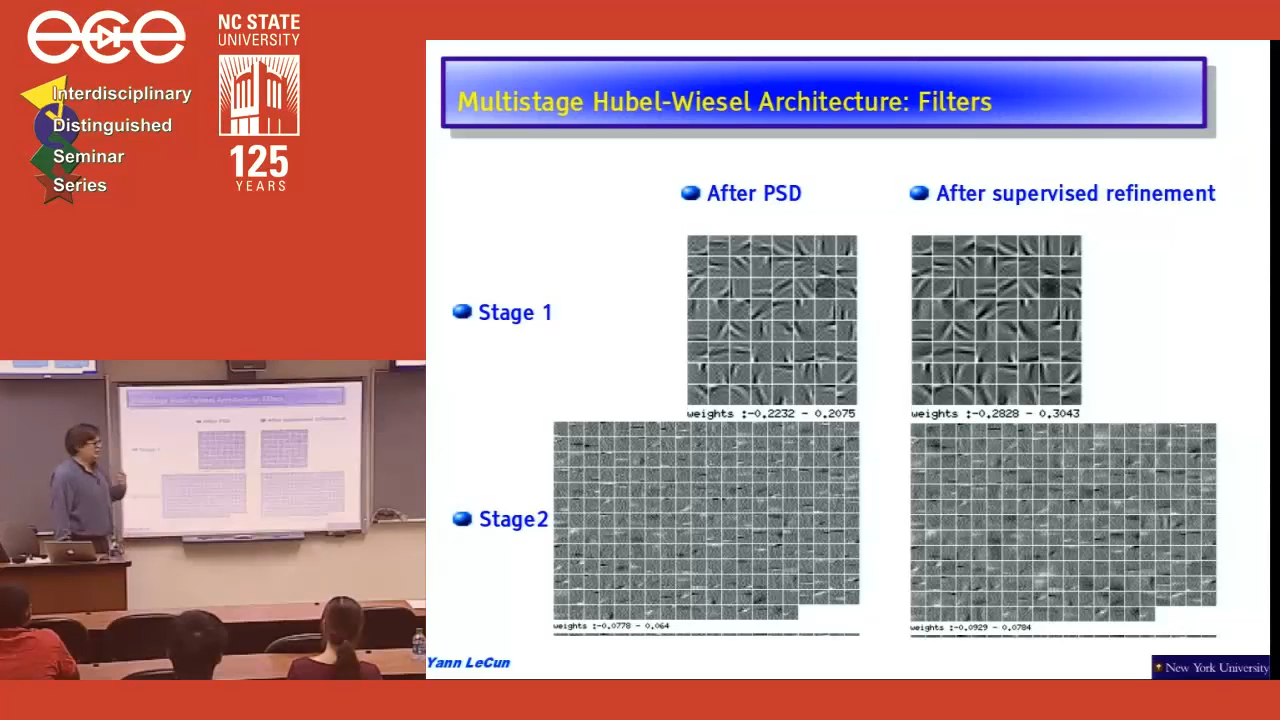 ece
NC STATE
UNIVERSITY
Interdisciplinary
Distinguished
Seminar
Series
125
YEARS
Multistage Hubel-Wiesel Architecture: Filters
After PSD
After supervised refinement
Stage 1
weights :-0.2232 - 0.2075
weights :-0.2828 - 0.3043
Stage2
weights :-0.0778 - 0.064
weights :-0.0929 - 0.0784
Yann LeCun
New York University